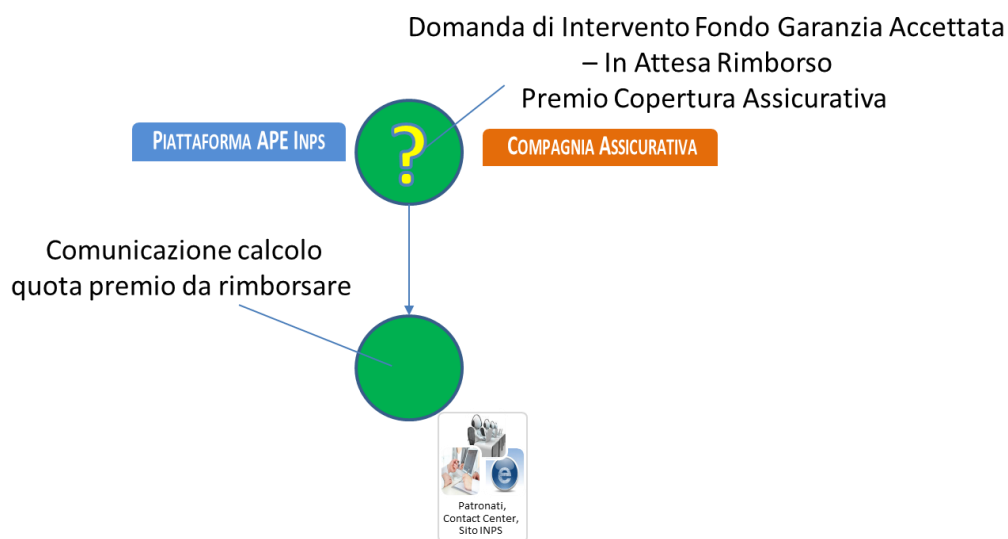 Domanda di Intervento Fondo Garanzia Accettata
– In Attesa Rimborso
Premio Copertura Assicurativa
PIATTAFORMA APE INPS
?
COMPAGNIA ASSICURATIVA
Comunicazione calcolo
quota premio da rimborsare
e
Patronati,
Contact Center,
Sito INPS